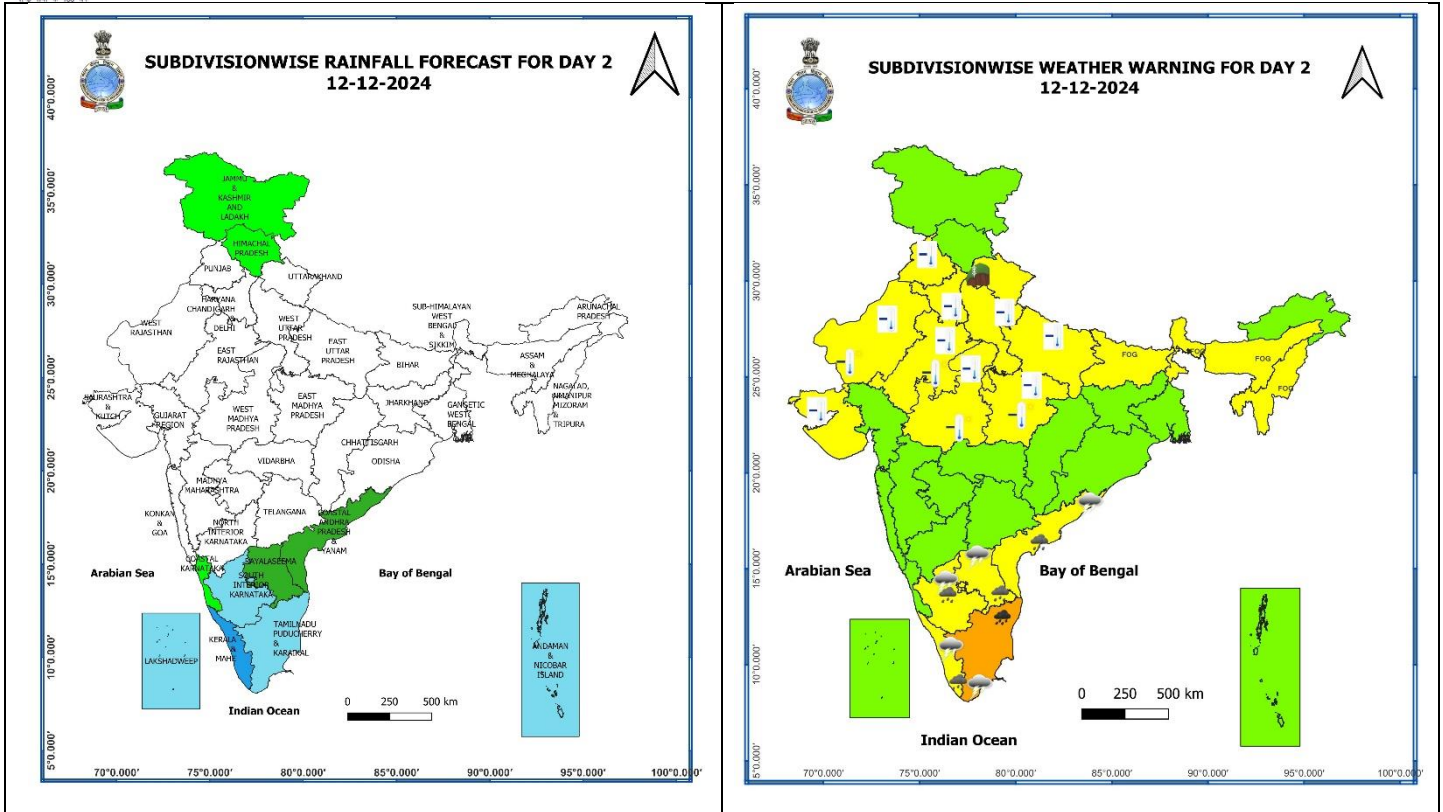 SUBDIVISIONWISE RAINFALL FORECAST FOR DAY 2
12-12-2024
40°0.000'
35°0.000'
30°0.000'
25°0.000'
20°0.000'
15°0.000'
10°0.000'
5°0.000'
JAMMU
&
KASHMIR
AND
LADAKH
HIMACHAL
PRADESH
PUNJAB
UTTARAKHAND
HARYANA
CHANDIGARH
&
DELHI
WEST
RAJASTHAN
WEST
UTTAR
PRADESH
SUB-HIMALAYAN
WEST
BENGAL
&
SIKKIM
ARUNACHAL
PRADESH
EAST
RAJASTHAN
EAST
UTTAR
PRADESH
BIHAR
ASSAM
&
MEGHALAYA
SAURASHTRA
&
KUTCH
GUJARAT
REGION
WEST
MADHYA
PRADESH
EAST
MADHYA
PRADESH
JHARKHAND
GANGETIC
WEST
BENGAL
MIZORAM
&
TRIPURA
CHHATTISGARH
VIDARBHA
ODISHA
MADHYA
MAHARASHTRA
KONKAN
&
GOA
TELANGANA
NORTH
INTERIOR
KARNATAKA
COASTAL
ANDHRA
PRADESH
&
YANAM
COASTAL
KARNATAKA
RAYALASEEMA
SOUTH
INTERIOR
KARNATAKA
Arabian Sea
Bay of Bengal
TAMILNADU
PUDUCHERRY
&
KARAIKAL
KERALA
&
MAHE
LAKSHADWEEP
ANDAMAN
&
NICOBAR
ISLAND
0 250 500 km
Indian Ocean
70°0.000' 75°0.000' 80°0.000' 85°0.000' 90°0.000' 95°0.000' 100°0.000'
SUBDIVISIONWISE WEATHER WARNING FOR DAY 2
12-12-2024
40°0.000'
35°0.000'
30°0.000'
25°0.000'
20°0.000'
15°0.000'
10°0.000'
5°0.000'
FOG
FOG
FOG
FOG
Arabian Sea
Bay of Bengal
0 250 500 km
Indian Ocean
70°0.000' 75°0.000' 80°0.000' 85°0.000' 90°0.000' 95°0.000' 100°0.000'